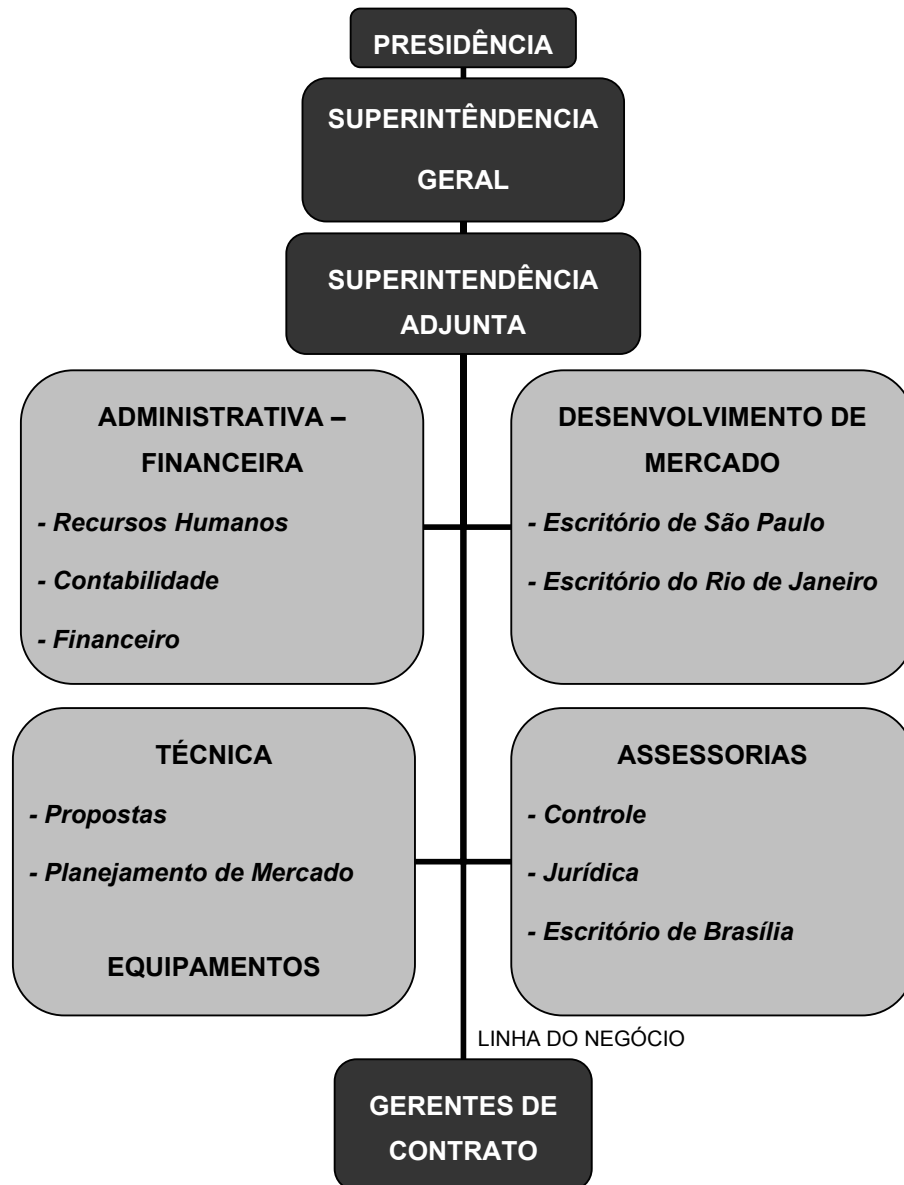 PRESIDÊNCIA
SUPERINTÊNDENCIA
GERAL
SUPERINTENDÊNCIA
ADJUNTA
ADMINISTRATIVA –
FINANCEIRA
- Recursos Humanos
- Contabilidade
- Financeiro
DESENVOLVIMENTO DE
MERCADO
- Escritório de São Paulo
- Escritório do Rio de Janeiro
TÉCNICA
- Propostas
- Planejamento de Mercado
EQUIPAMENTOS
ASSESSORIAS
- Controle
- Jurídica
- Escritório de Brasília
LINHA DO NEGÓCIO
GERENTES DE
CONTRATO